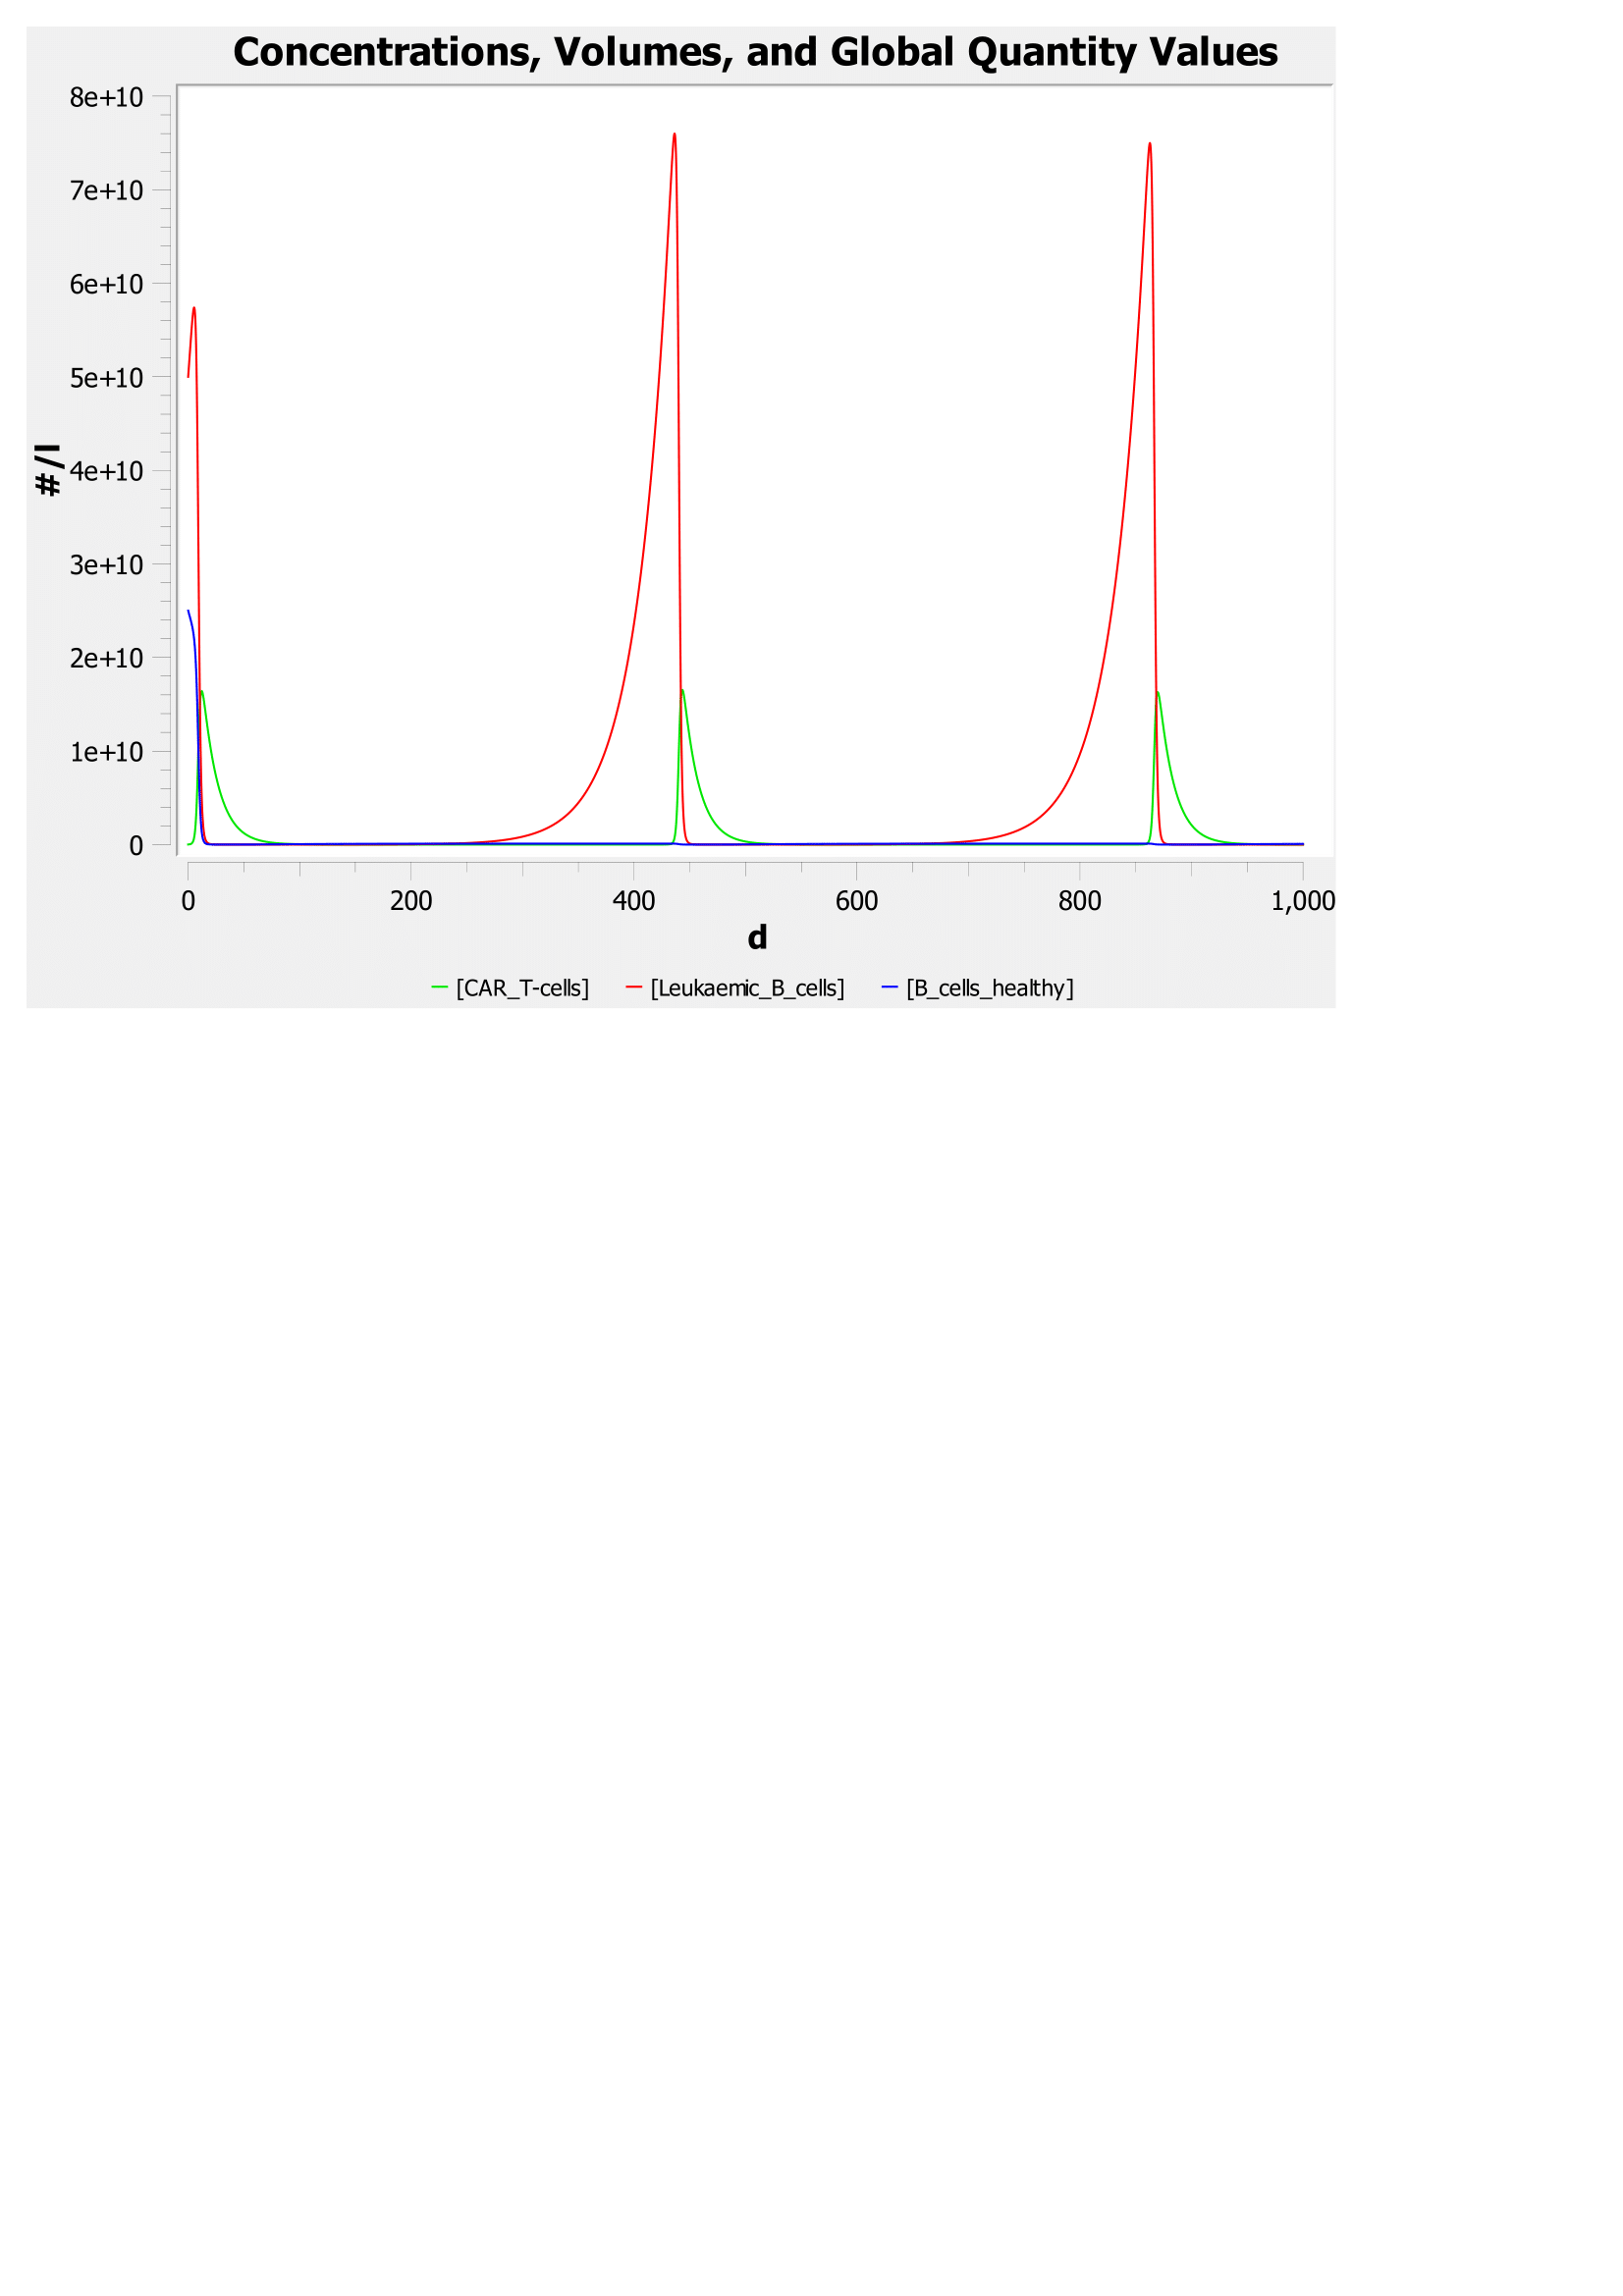 Concentrations, Volumes, and Global Quantity Values
8e+10
7e+10
6e+10
5e+10
4e+10
3e+10
2e+10
1e+10
0
#/l
0 200 400 600 800 1,000
d
[CAR_T-cells] [Leukaemic_B_cells] [B_cells_healthy]